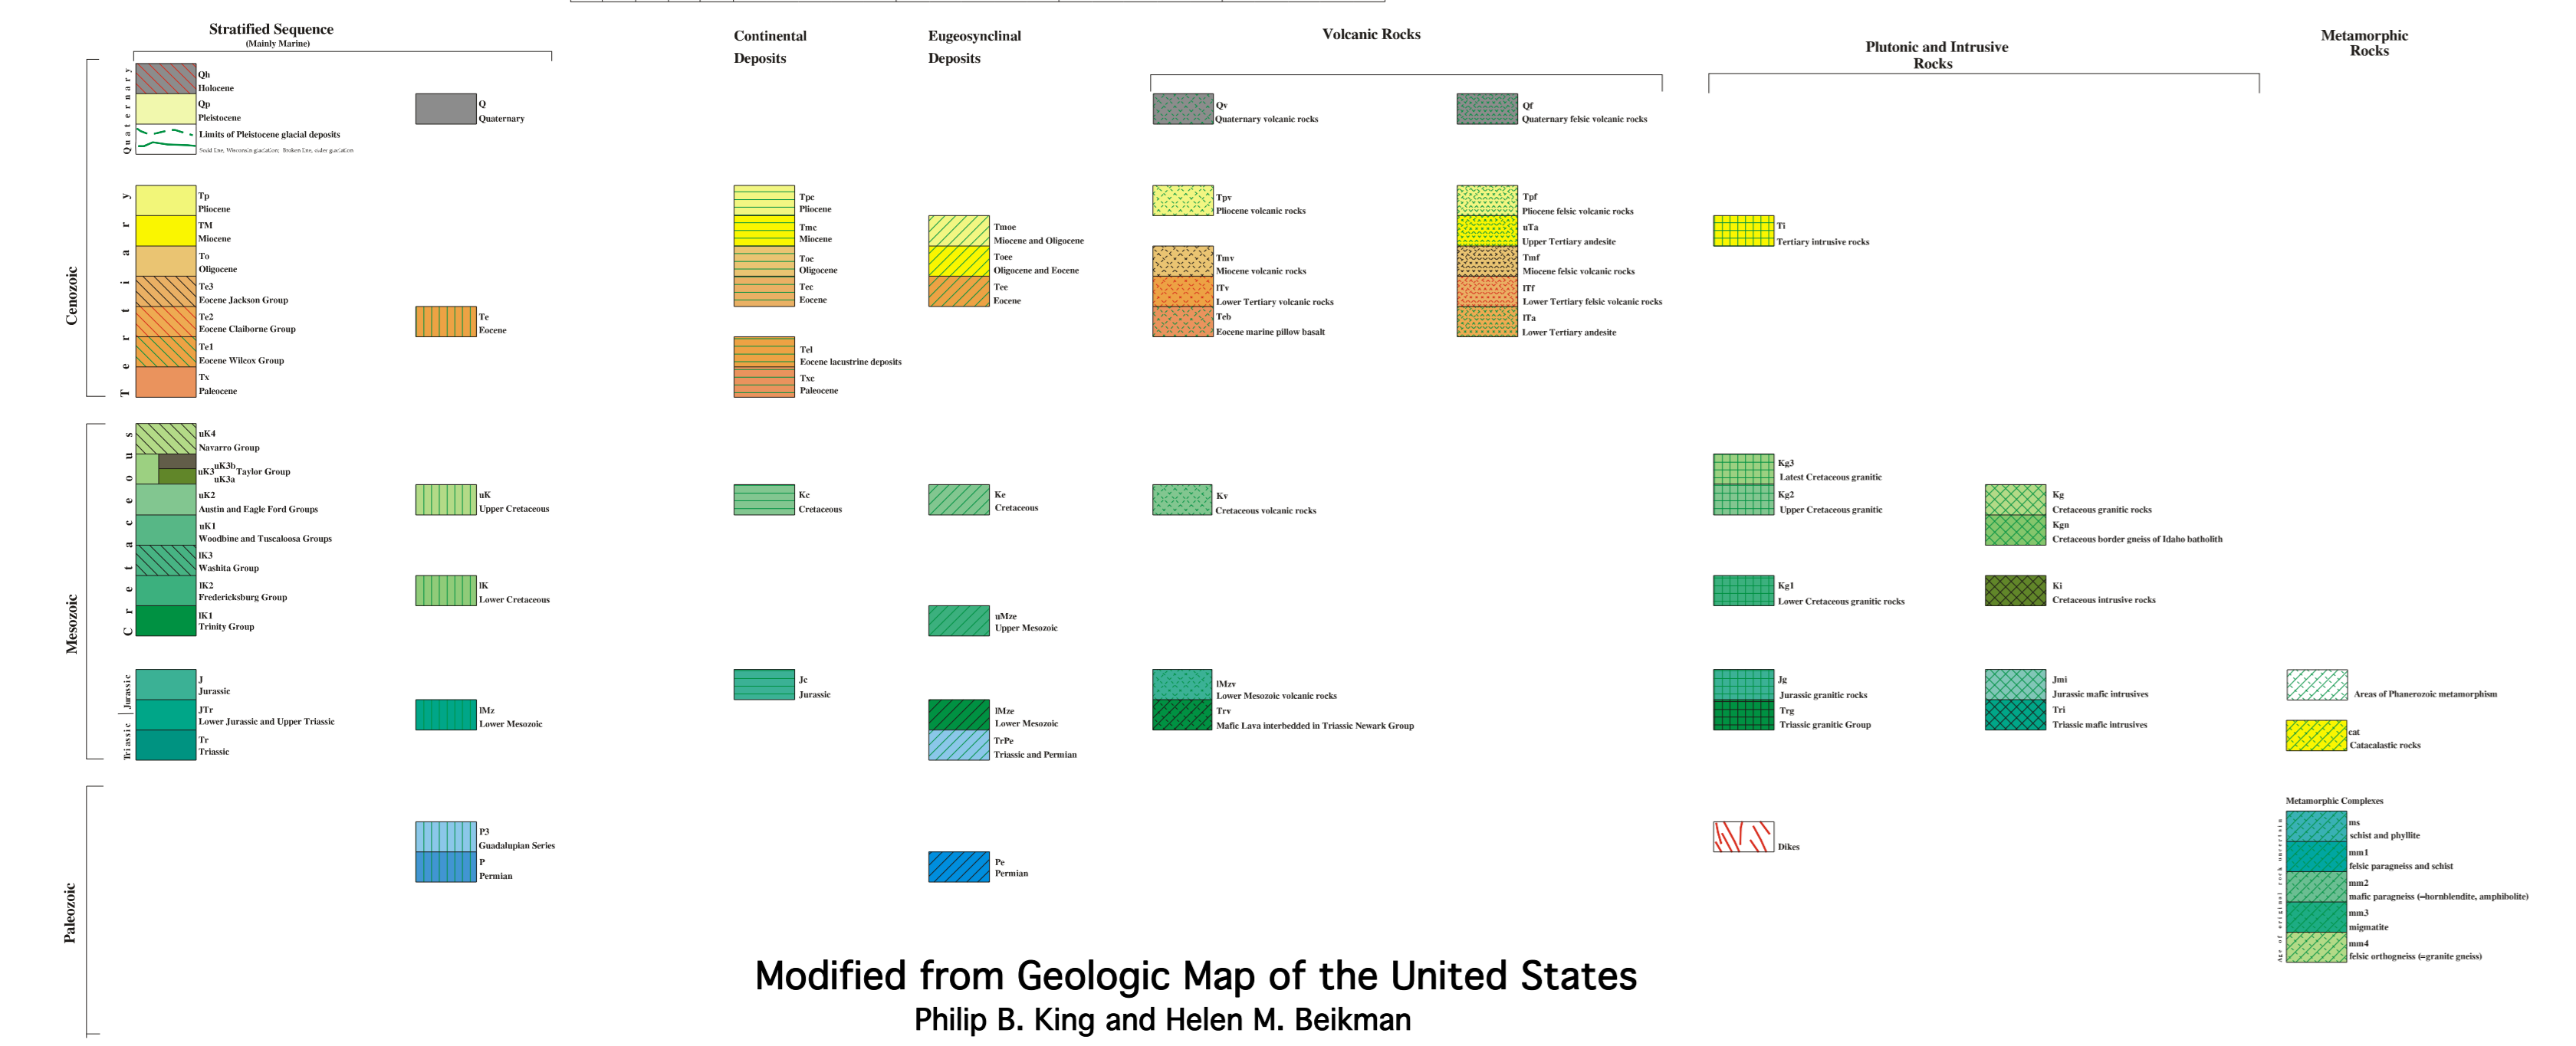 Stratified Sequence
(Mainly Marine)
Continental
Deposits
Eugeosynclinal
Deposits
Volcanic Rocks
Plutonic and Intrusive
Rocks
Metamorphic
Rocks
Cenozoic
Quaternary
Qh
Holocene
Qp
Pleistocene
Limits of Pleistocene glacial deposits
Solid line, Wisconsin glaciation; Broken line, older glaciation
Q
Quaternary
Qv
Quaternary volcanic rocks
Qf
Quaternary felsic volcanic rocks
Tertiary
Tp
Pliocene
TM
Miocene
To
Oligocene
Te3
Eocene Jackson Group
Te2
Eocene Claiborne Group
Te1
Eocene Wilcox Group
Tx
Paleocene
Te
Eocene
Tpc
Pliocene
Tmc
Miocene
Toc
Oligocene
Tec
Eocene
Tel
Eocene lacustrine deposits
Txc
Paleocene
Tmoe
Miocene and Oligocene
Toee
Oligocene and Eocene
Tee
Eocene
Tpv
Pliocene volcanic rocks
Tmv
Miocene volcanic rocks
lTv
Lower Tertiary volcanic rocks
Teb
Eocene marine pillow basalt
Tpf
Pliocene felsic volcanic rocks
uTa
Upper Tertiary andesite
Tmf
Miocene felsic volcanic rocks
lTf
Lower Tertiary felsic volcanic rocks
lTa
Lower Tertiary andesite
Ti
Tertiary intrusive rocks
Mesozoic
Cretaceous
uK4
Navarro Group
uK3b
uK3 Taylor Group
uK3a
uK2
Austin and Eagle Ford Groups
uK1
Woodbine and Tuscaloosa Groups
lK3
Washita Group
lK2
Fredericksburg Group
lK1
Trinity Group
uK
Upper Cretaceous
lK
Lower Cretaceous
Kc
Cretaceous
Ke
Cretaceous
uMze
Upper Mesozoic
Kv
Cretaceous volcanic rocks
Kg3
Latest Cretaceous granitic
Kg2
Upper Cretaceous granitic
Kg1
Lower Cretaceous granitic rocks
Kg
Cretaceous granitic rocks
Kgn
Cretaceous border gneiss of Idaho batholith
Ki
Cretaceous intrusive rocks
Triassic | Jurassic
J
Jurassic
JTr
Lower Jurassic and Upper Triassic
Tr
Triassic
lMz
Lower Mesozoic
Jc
Jurassic
lMze
Lower Mesozoic
TrPe
Triassic and Permian
lMzv
Lower Mesozoic volcanic rocks
Trv
Mafic Lava interbedded in Triassic Newark Group
Jg
Jurassic granitic rocks
Trg
Triassic granitic Group
Jmi
Jurassic mafic intrusives
Tri
Triassic mafic intrusives
Areas of Phanerozoic metamorphism
cat
Catacalastic rocks
Paleozoic
P3
Guadalupian Series
P
Permian
Pe
Permian
Dikes
Metamorphic Complexes
Age of original rock uncertain
ms
schist and phyllite
mm1
felsic paragneiss and schist
mm2
mafic paragneiss (=hornblendite, amphibolite)
mm3
migmatite
mm4
felsic orthogneiss (=granite gneiss)
Modified from Geologic Map of the United States
Philip B. King and Helen M. Beikman